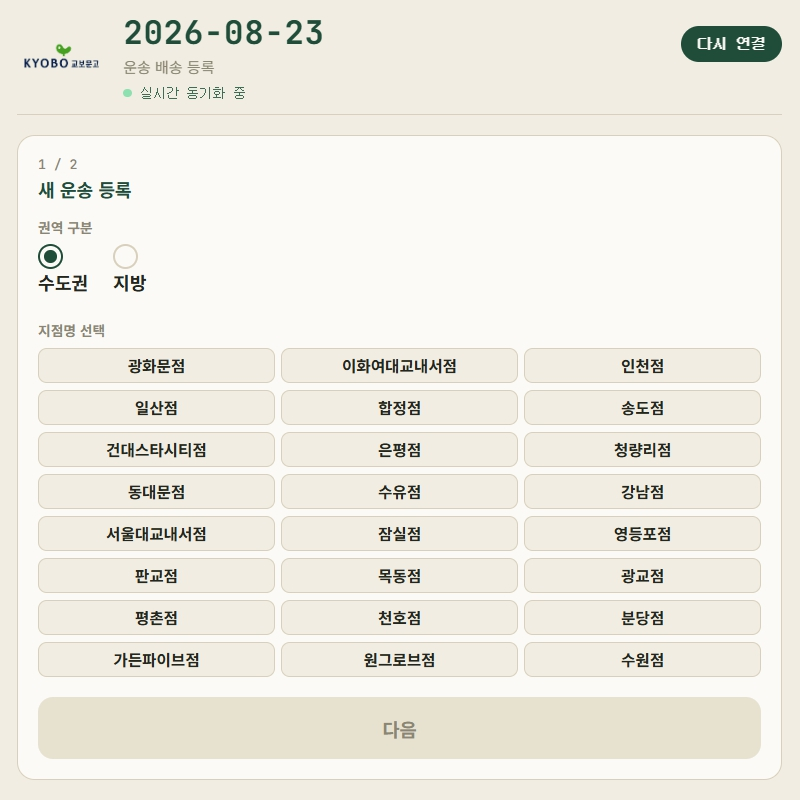 KYOBO 교보문고
2026-08-23
운송 배송 등록
실시간 동기화 중
다시 연결
1 / 2
새 운송 등록
권역 구분
수도권 지방
지점명 선택
광화문점 이화여대교내서점 인천점
일산점 합정점 송도점
건대스타시티점 은평점 청량리점
동대문점 수유점 강남점
서울대교내서점 잠실점 영등포점
판교점 목동점 광교점
평촌점 천호점 분당점
가든파이브점 원그로브점 수원점
다음